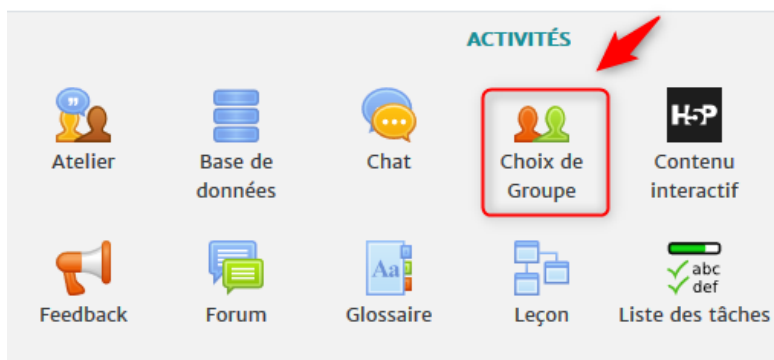 ACTIVITÉS
H5P
Atelier
Base de
données
Chat
Choix de
Groupe
Contenu
interactif
Aa
abc
def
Feedback
Forum
Glossaire
Leçon
Liste des tâches